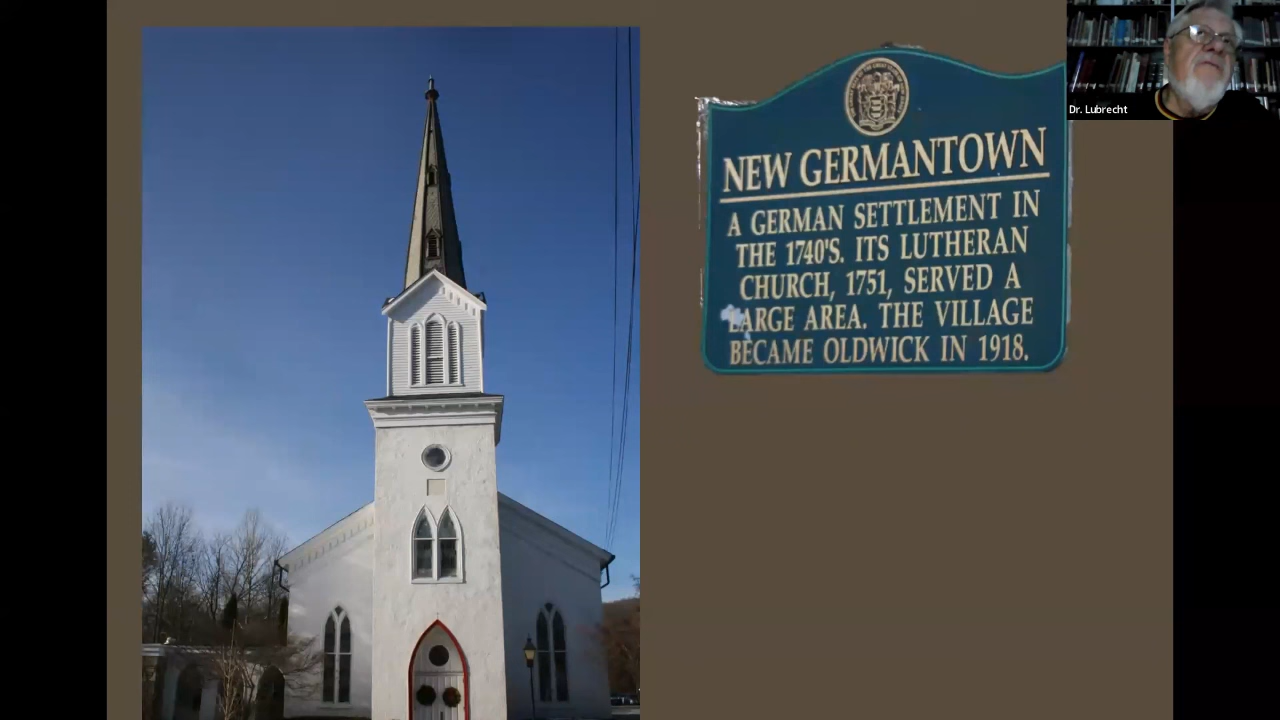 NEW GERMANTOWN
A GERMAN SETTLEMENT IN
THE 1740'S. ITS LUTHERAN
CHURCH, 1751, SERVED A
LARGE AREA. THE VILLAGE
BECAME OLDWICK IN 1918.
Dr. Lubrecht